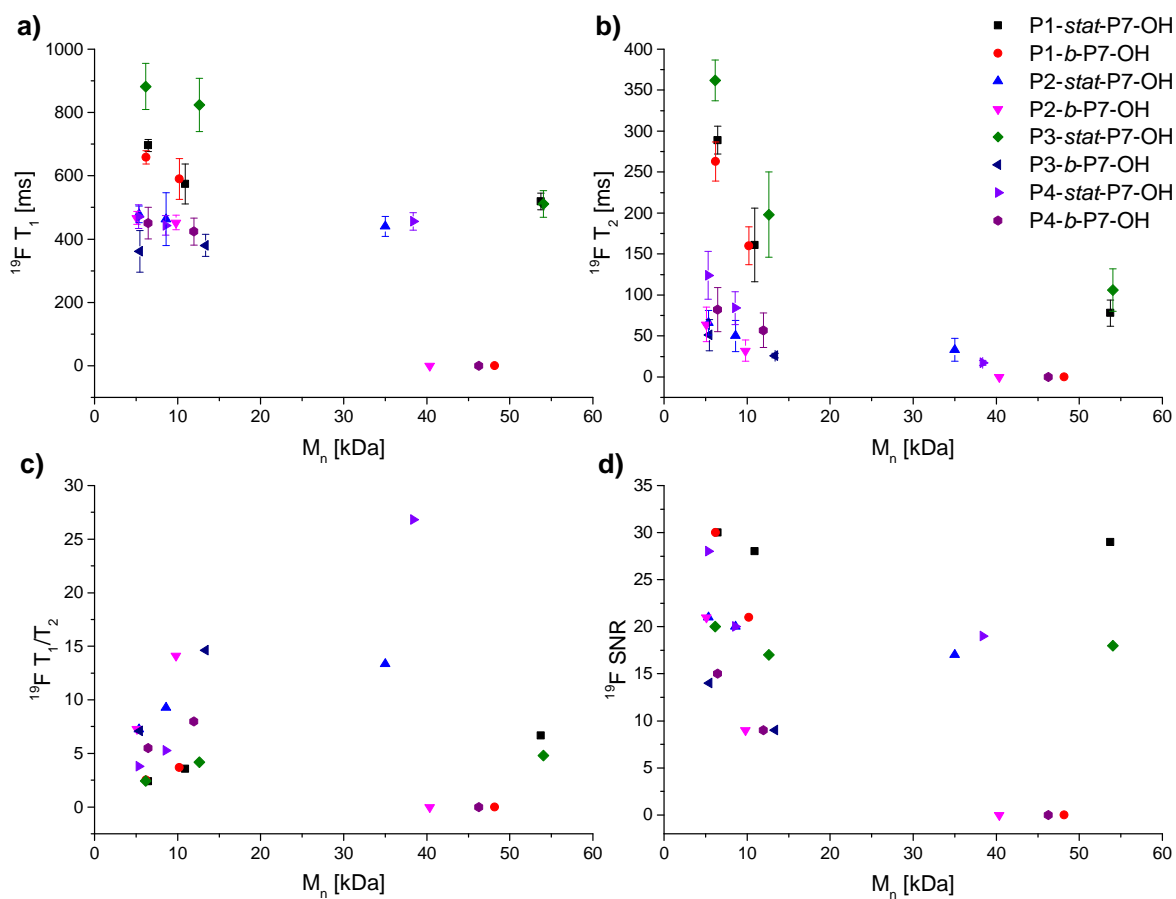 a)
1000
800
600
400
200
0
¹⁹F T₁ [ms]
0 10 20 30 40 50 60
Mₙ [kDa]
b)
400
350
300
250
200
150
100
50
0
¹⁹F T₂ [ms]
0 10 20 30 40 50 60
Mₙ [kDa]
P1-stat-P7-OH
P1-b-P7-OH
P2-stat-P7-OH
P2-b-P7-OH
P3-stat-P7-OH
P3-b-P7-OH
P4-stat-P7-OH
P4-b-P7-OH
c)
30
25
20
15
10
5
0
¹⁹F T₁/T₂
0 10 20 30 40 50 60
Mₙ [kDa]
d)
35
30
25
20
15
10
5
0
¹⁹F SNR
0 10 20 30 40 50 60
Mₙ [kDa]